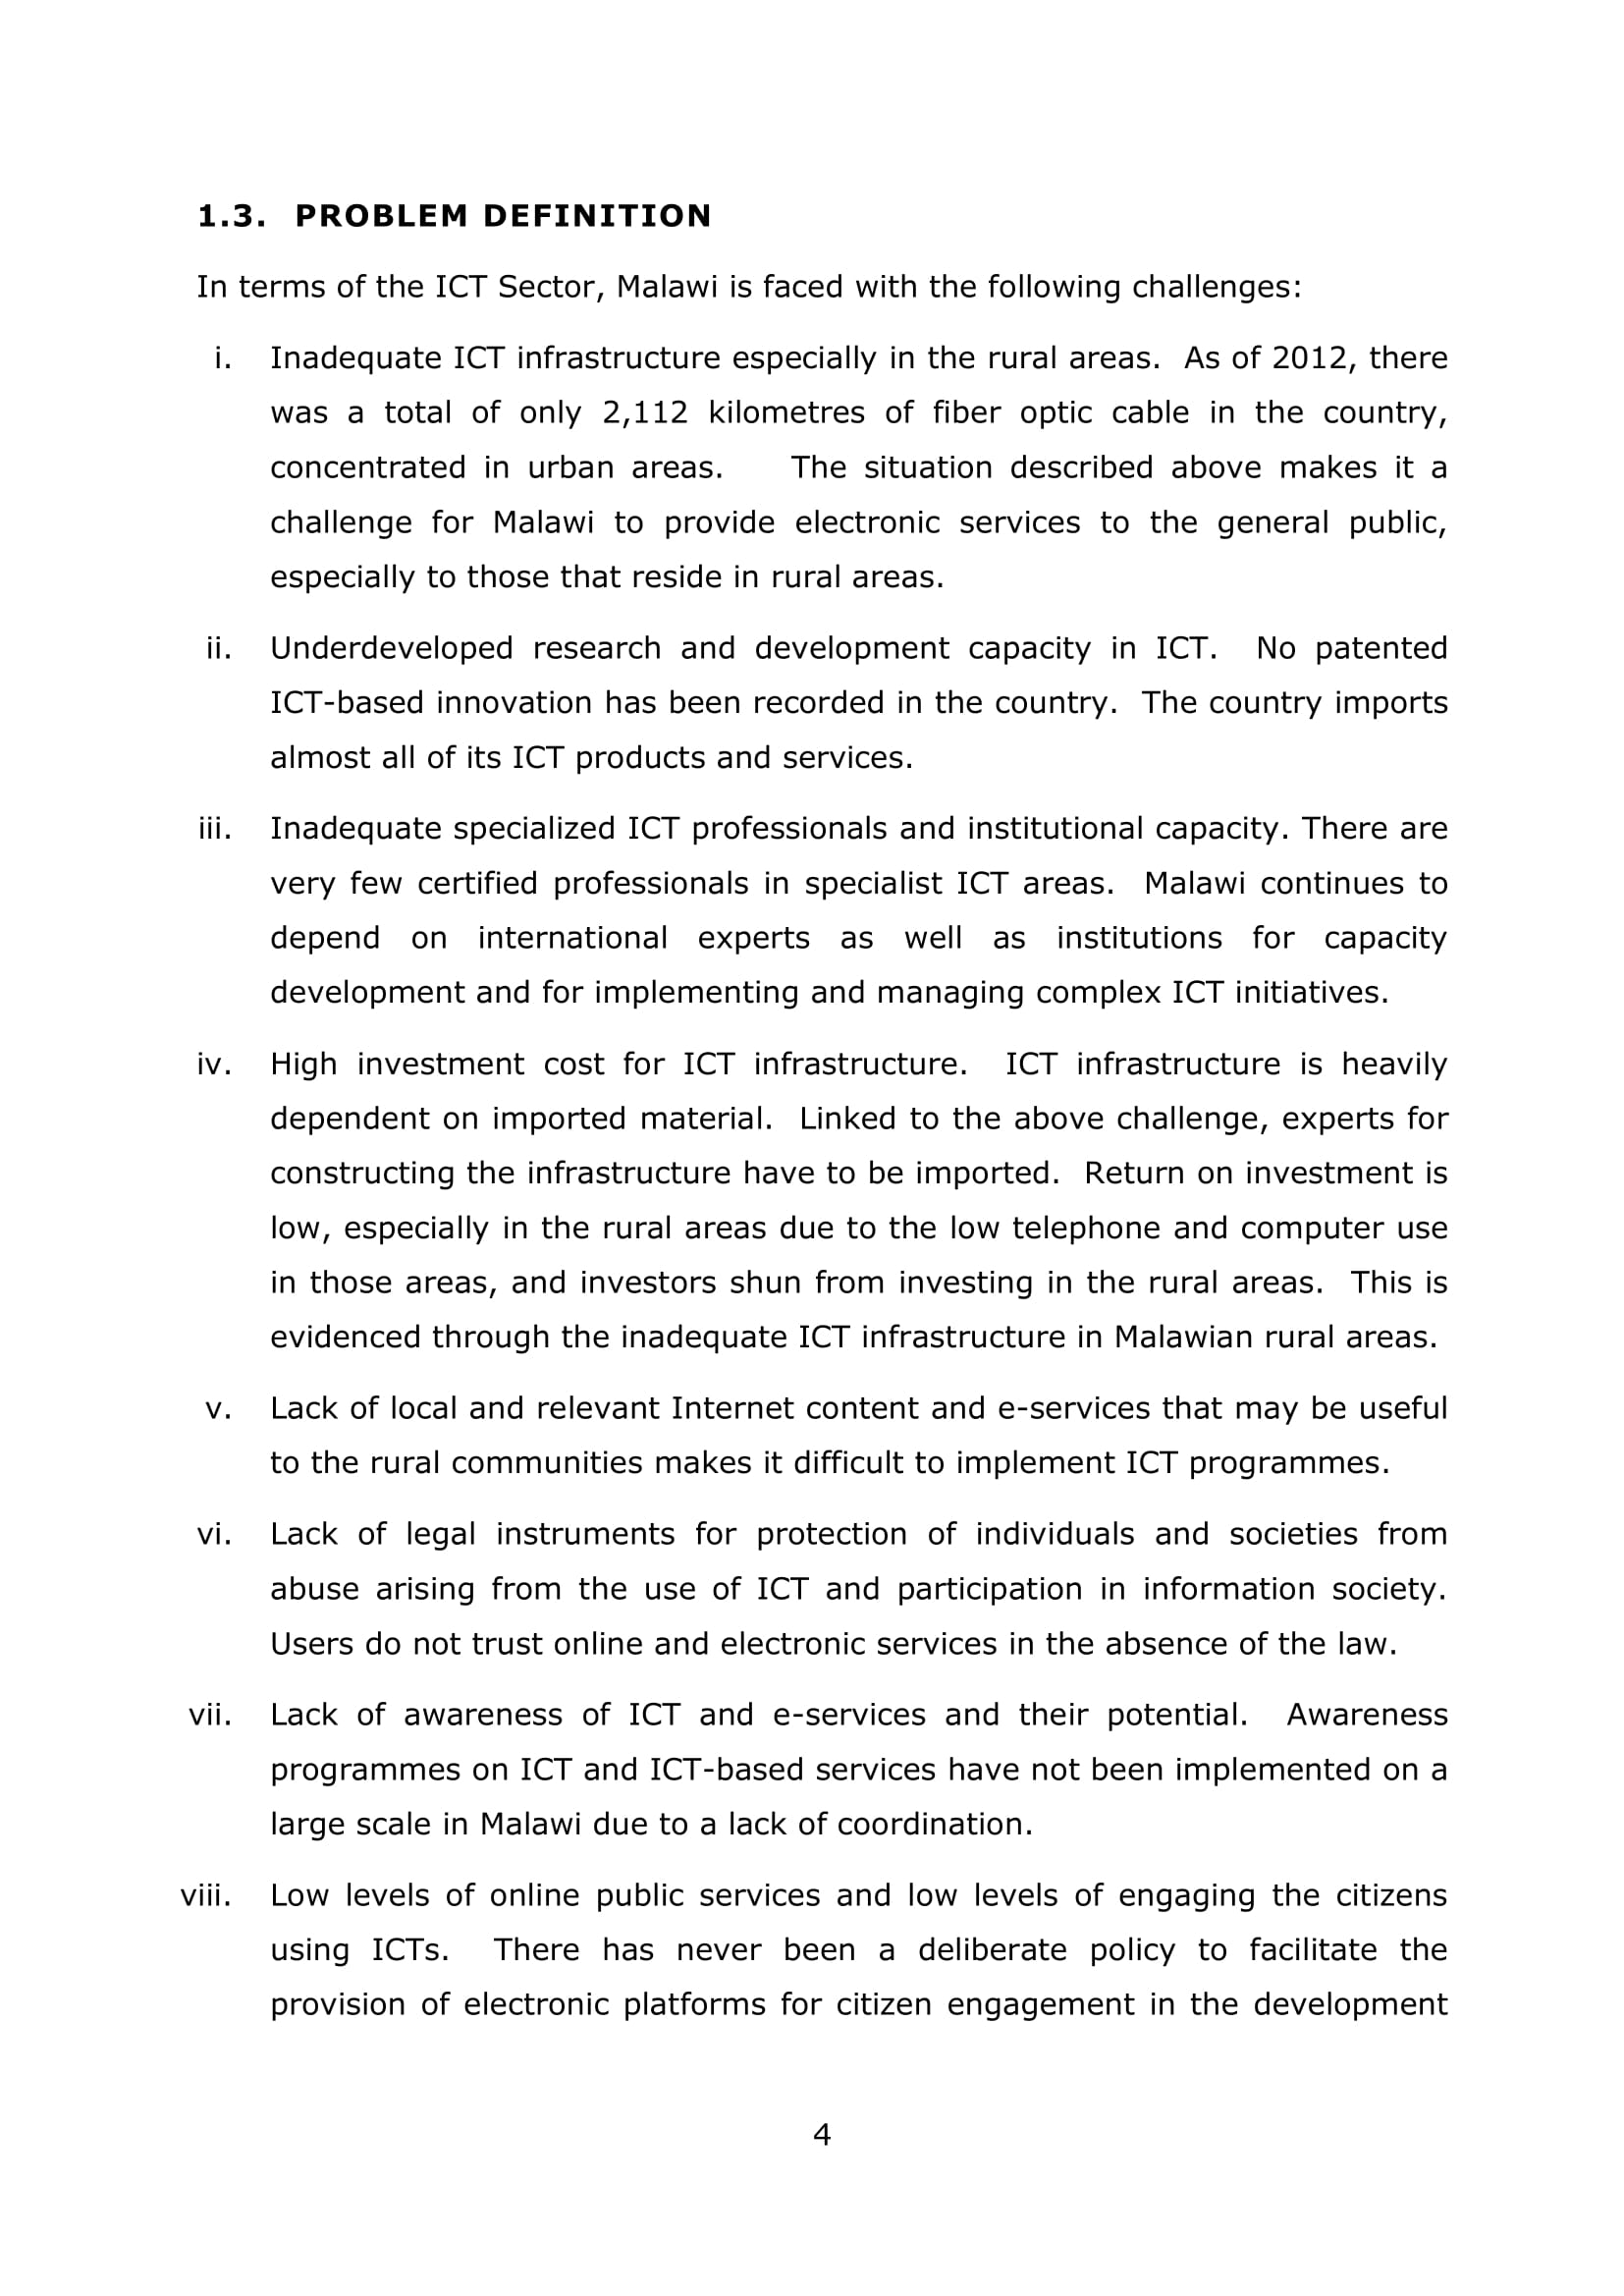 1.3. PROBLEM DEFINITION
In terms of the ICT Sector, Malawi is faced with the following challenges:
i. Inadequate ICT infrastructure especially in the rural areas. As of 2012, there
was a total of only 2,112 kilometres of fiber optic cable in the country,
concentrated in urban areas. The situation described above makes it a
challenge for Malawi to provide electronic services to the general public,
especially to those that reside in rural areas.
ii. Underdeveloped research and development capacity in ICT. No patented
ICT-based innovation has been recorded in the country. The country imports
almost all of its ICT products and services.
iii. Inadequate specialized ICT professionals and institutional capacity. There are
very few certified professionals in specialist ICT areas. Malawi continues to
depend on international experts as well as institutions for capacity
development and for implementing and managing complex ICT initiatives.
iv. High investment cost for ICT infrastructure. ICT infrastructure is heavily
dependent on imported material. Linked to the above challenge, experts for
constructing the infrastructure have to be imported. Return on investment is
low, especially in the rural areas due to the low telephone and computer use
in those areas, and investors shun from investing in the rural areas. This is
evidenced through the inadequate ICT infrastructure in Malawian rural areas.
v. Lack of local and relevant Internet content and e-services that may be useful
to the rural communities makes it difficult to implement ICT programmes.
vi. Lack of legal instruments for protection of individuals and societies from
abuse arising from the use of ICT and participation in information society.
Users do not trust online and electronic services in the absence of the law.
vii. Lack of awareness of ICT and e-services and their potential. Awareness
programmes on ICT and ICT-based services have not been implemented on a
large scale in Malawi due to a lack of coordination.
viii. Low levels of online public services and low levels of engaging the citizens
using ICTs. There has never been a deliberate policy to facilitate the
provision of electronic platforms for citizen engagement in the development
4